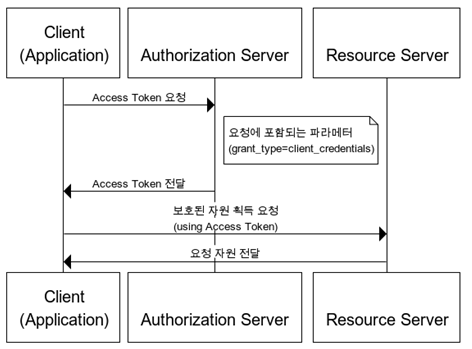 Client
(Application)
Authorization Server
Resource Server
Access Token 요청
요청에 포함되는 파라메터
(grant_type=client_credentials)
Access Token 전달
보호된 자원 획득 요청
(using Access Token)
요청 자원 전달
Client
(Application)
Authorization Server
Resource Server